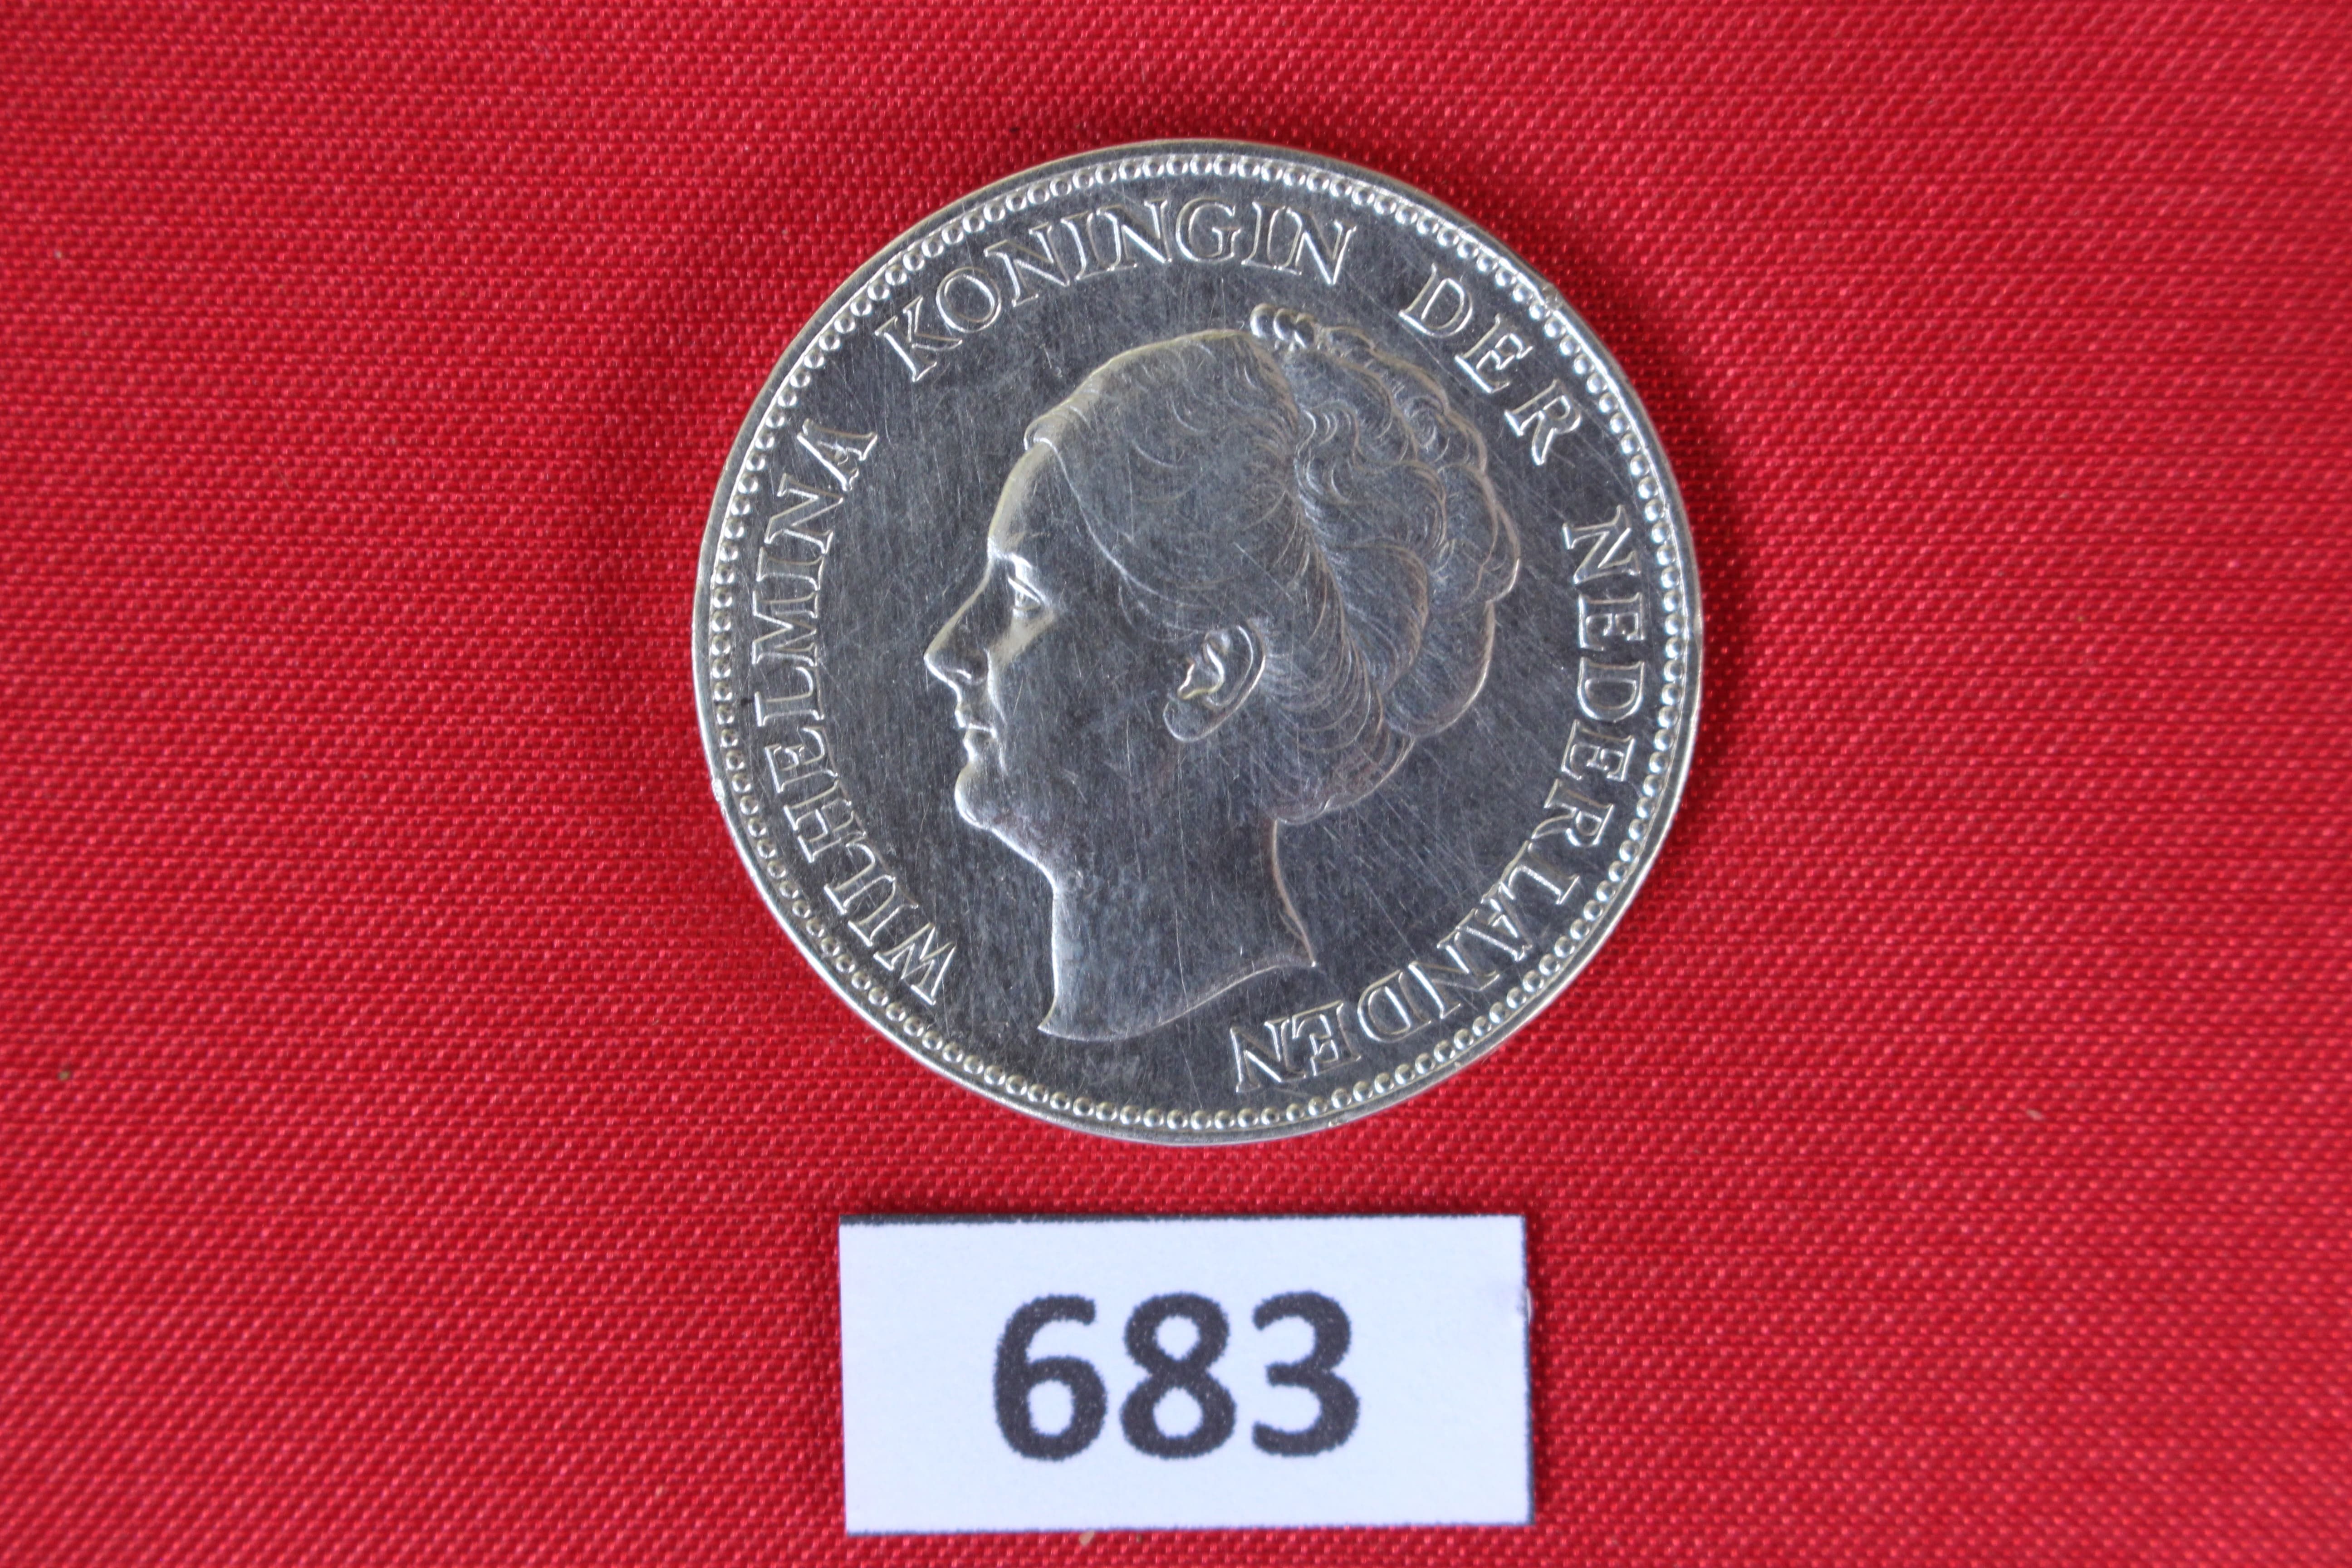 WILHELMINA KONINGIN DER NEDERLANDEN
683